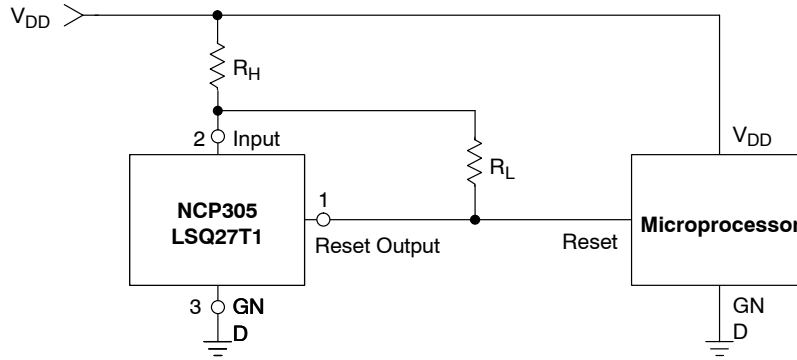 VDD
RH
2 Input
VDD
RL
NCP305
LSQ27T1
1
Reset Output
Reset
Microprocessor
3 GN
D
GN
D